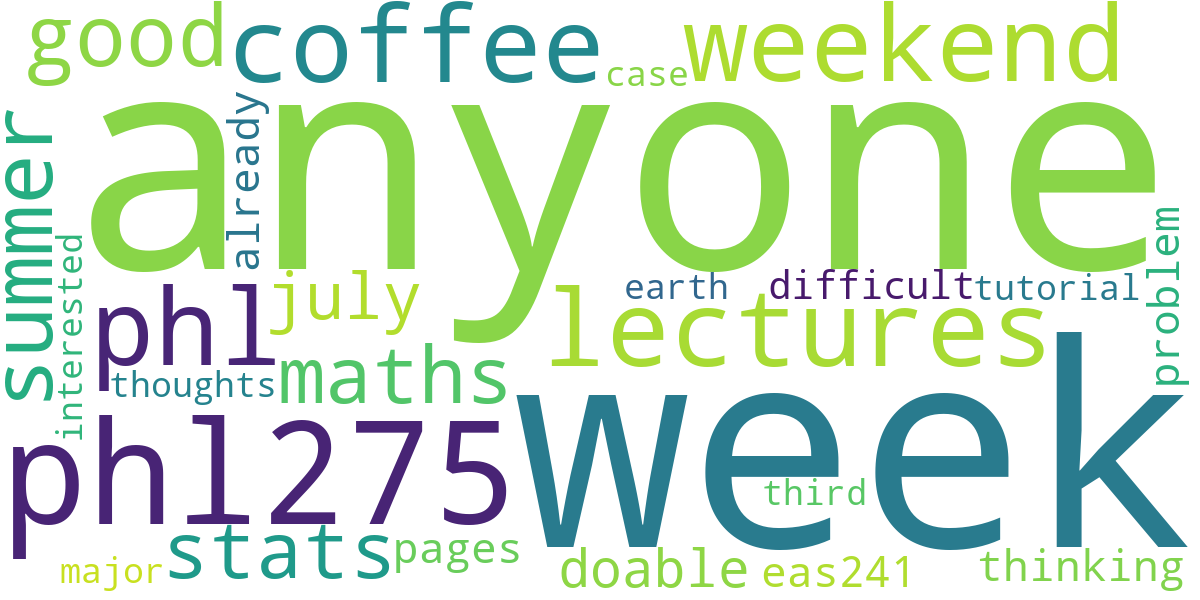 good
coffee
case
weekend
anyone
already
summer
interested
problem
phl
july
earth
difficult
tutorial
lectures
thoughts
maths
week
phl275
third
stats
pages
major
doable
eas241
thinking